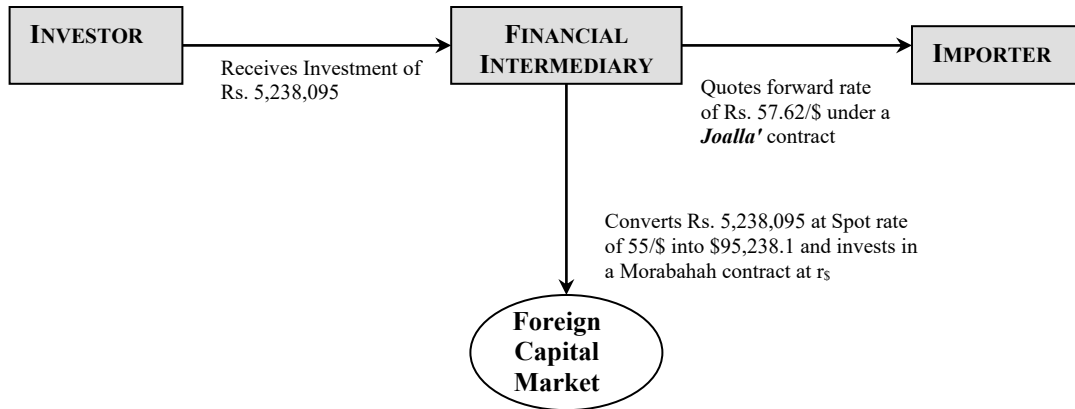 INVESTOR
Receives Investment of
Rs. 5,238,095
FINANCIAL
INTERMEDIARY
Quotes forward rate
of Rs. 57.62/$ under a
Joalla' contract
IMPORTER
Converts Rs. 5,238,095 at Spot rate
of 55/$ into $95,238.1 and invests in
a Morabahah contract at r$
Foreign
Capital
Market